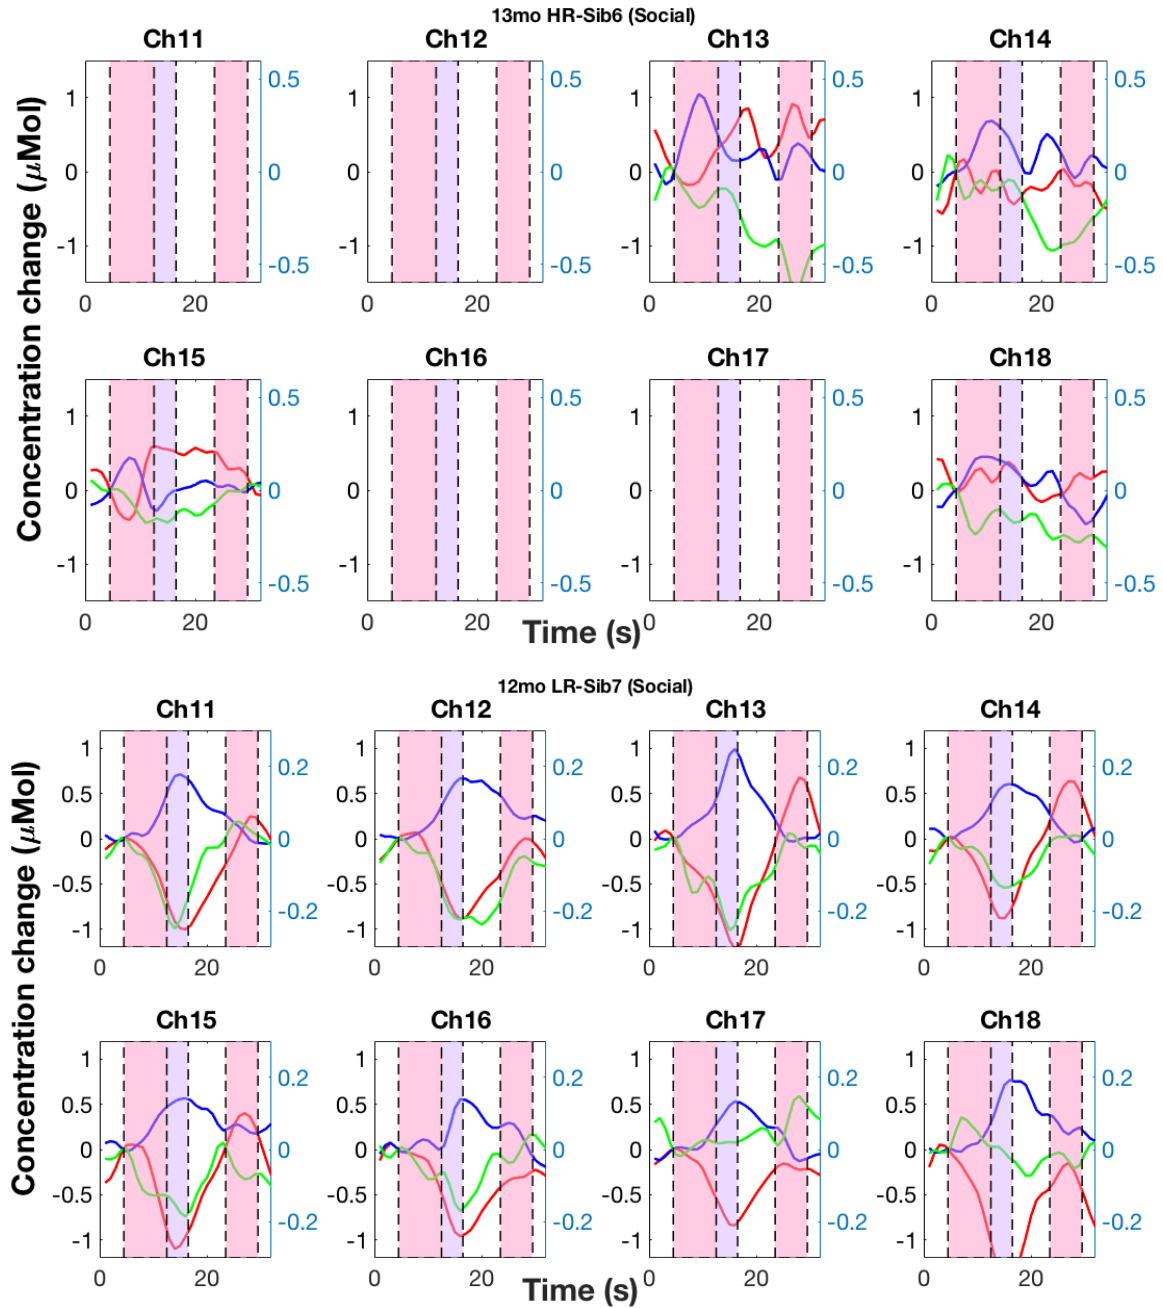 13mo HR-Sib6 (Social)
Ch11 Ch12 Ch13 Ch14
1 0.5 1 0.5 1 0.5 1 0.5
0 0 0 0 0 0 0 0
-1 -0.5 -1 -0.5 -1 -0.5 -1 -0.5
0 20 0 20 0 20 0 20
Concentration change (μMol)
Ch15 Ch16 Ch17 Ch18
1 0.5 1 0.5 1 0.5 1 0.5
0 0 0 0 0 0 0 0
-1 -0.5 -1 -0.5 -1 -0.5 -1 -0.5
0 20 0 20 0 20 0 20
Time (s)
12mo LR-Sib7 (Social)
Ch11 Ch12 Ch13 Ch14
1 0.2 1 0.2 1 0.2 1 0.2
0.5 0.5 0.5 0.5
0 0 0 0 0 0 0 0
-0.5 -0.5 -0.5 -0.5
-1 -0.2 -1 -0.2 -1 -0.2 -1 -0.2
0 20 0 20 0 20 0 20
Concentration change (μMol)
Ch15 Ch16 Ch17 Ch18
1 0.2 1 0.2 1 0.2 1 0.2
0.5 0.5 0.5 0.5
0 0 0 0 0 0 0 0
-0.5 -0.5 -0.5 -0.5
-1 -0.2 -1 -0.2 -1 -0.2 -1 -0.2
0 20 0 20 0 20 0 20
Time (s)